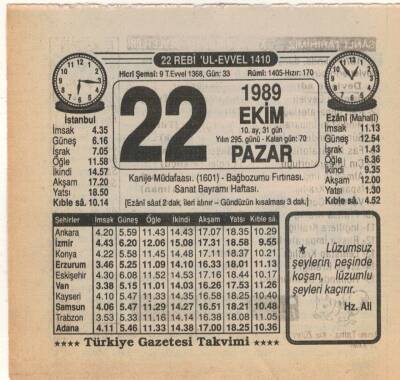 22 REBİ 'UL-EVVEL 1410
Hicri Şemsi: 9 T.Evvel 1368, Gün: 33 Rûmî: 1405-Hızır: 170
İstanbul
İmsak 4.35
Güneş 6.16
İsrak 7.05
Öğle 11.58
İkindi 14.57
Akşam 17.20
Yatsı 18.50
Kıble sâ. 10.14
22
1989
EKİM
10. ay, 31 gün
Yılın 295. günü - Kalan gün: 70
PAZAR
Kanije Müdafaası. (1601) - Bağbozumu Fırtınası.
Sanat Bayramı Haftası.
[Ezânî sâat 2 dak. ileri alınır – Gündüzün kısalması 3 dak.]
Ezânî (Mahallî)
İmsak 11.13
Güneş 12.54
İsrak 1.43
Öğle 6.36
İkindi 9.35
Akşam 12.00
Yatsı 1.30
Kıble sâ. 4.52
Şehirler İmsak Güneş Öğle İkindi Akşam Yatsı Kıble sâ.
Ankara 4.20 5.59 11.43 14.43 17.07 18.35 10.29
İzmir 4.43 6.20 12.06 15.08 17.31 18.58 9.55
Konya 4.22 5.58 11.45 14.48 17.11 18.37 10.21
Erzurum 3.46 5.25 11.09 14.10 16.33 18.01 11.13
Eskişehir 4.30 6.08 11.52 14.53 17.16 18.44 10.17
Van 3.38 5.15 11.01 14.03 16.26 17.53 11.26
Kayseri 4.10 5.47 11.33 14.35 16.58 18.25 10.40
Samsun 4.06 5.47 11.29 14.27 16.51 18.21 10.48
Trabzon 3.53 5.33 11.16 14.14 16.38 18.08 11.05
Adana 4.11 5.46 11.33 14.38 17.00 18.25 10.36
Lüzumsuz
şeylerin peşinde
koşan, lüzumlu
şeyleri kaçırır.
Hz. Ali
Türkiye Gazetesi Takvimi